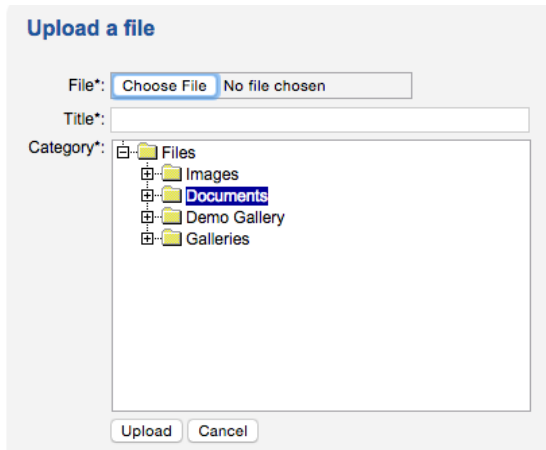 Upload a file
File*: Choose File No file chosen
Title*:
Category*: Files
Images
Documents
Demo Gallery
Galleries
Upload Cancel